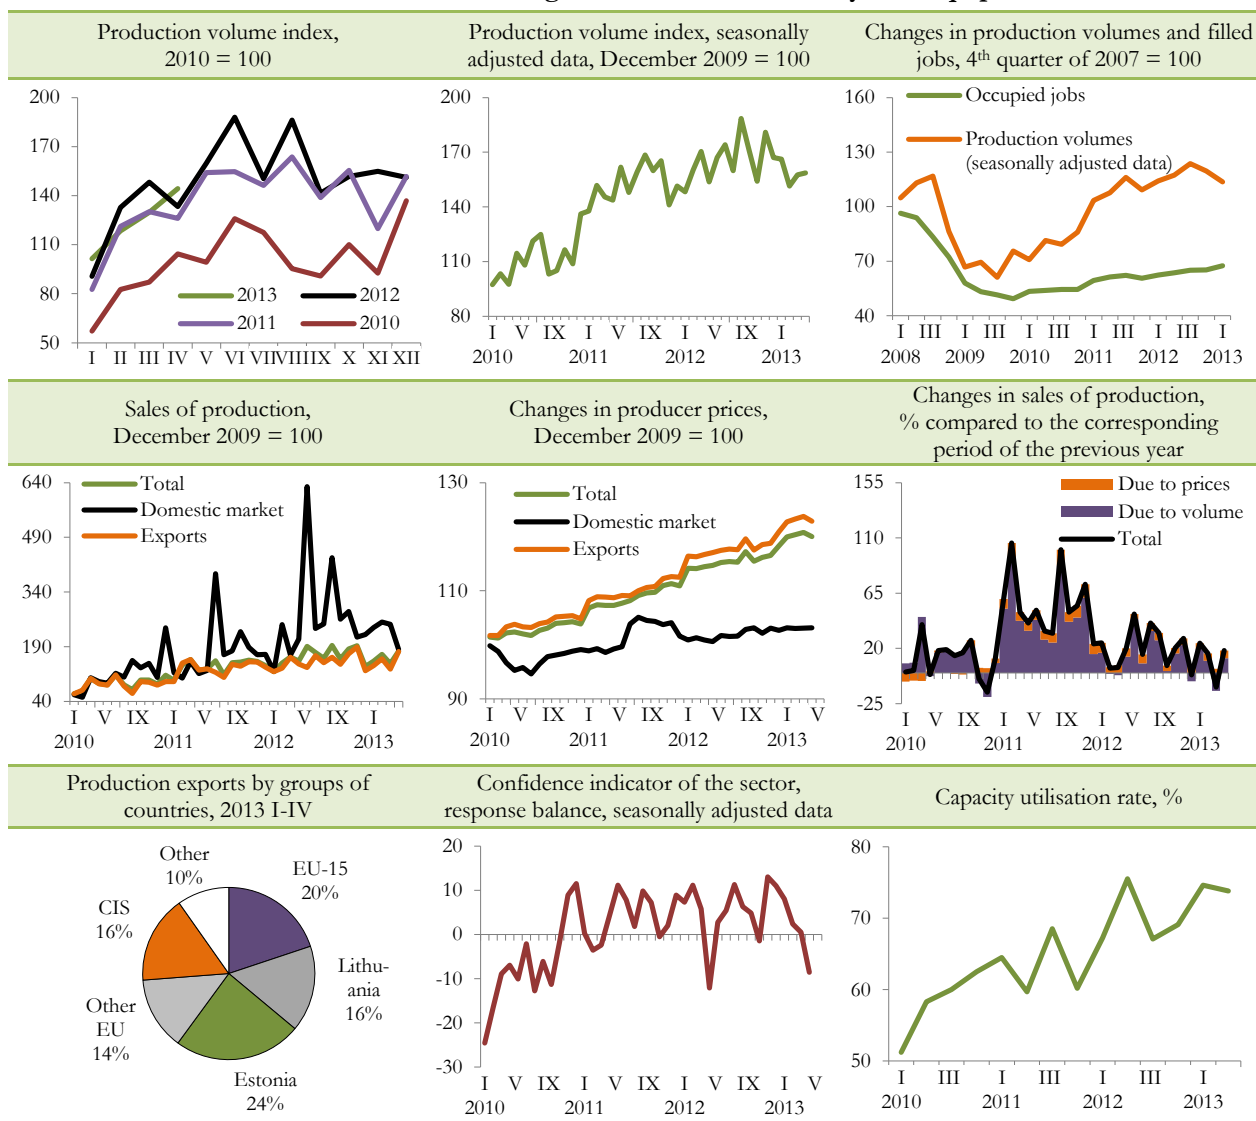 Production volume index,
2010 = 100
200
170
140
110
80
50
2013
2012
2011
2010
I II III IV V VI VII VIII IX X XI XII
Production volume index, seasonally
adjusted data, December 2009 = 100
200
170
140
110
80
I V IX I V IX I V IX I
2010 2011 2012 2013
Changes in production volumes and filled
jobs, 4th quarter of 2007 = 100
160
130
100
70
40
Occupied jobs
Production volumes
(seasonally adjusted data)
I III I III I III I III I III I
2008 2009 2010 2011 2012 2013
Sales of production,
December 2009 = 100
640
490
340
190
40
Total
Domestic market
Exports
I V IX I V IX I V IX I
2010 2011 2012 2013
Changes in producer prices,
December 2009 = 100
130
110
90
Total
Domestic market
Exports
I V IX I V IX I V IX I V
2010 2011 2012 2013
Changes in sales of production,
% compared to the corresponding
period of the previous year
155
110
65
20
-25
Due to prices
Due to volume
Total
I V IX I V IX I V IX I
2010 2011 2012 2013
Production exports by groups of
countries, 2013 I-IV
Other
10%
EU-15
20%
CIS
16%
Lithu-
ania
16%
Other
EU
14%
Estonia
24%
Confidence indicator of the sector,
response balance, seasonally adjusted data
20
10
0
-10
-20
-30
I V IX I V IX I V IX I V
2010 2011 2012 2013
Capacity utilisation rate, %
80
70
60
50
I III I III I III I
2010 2011 2012 2013